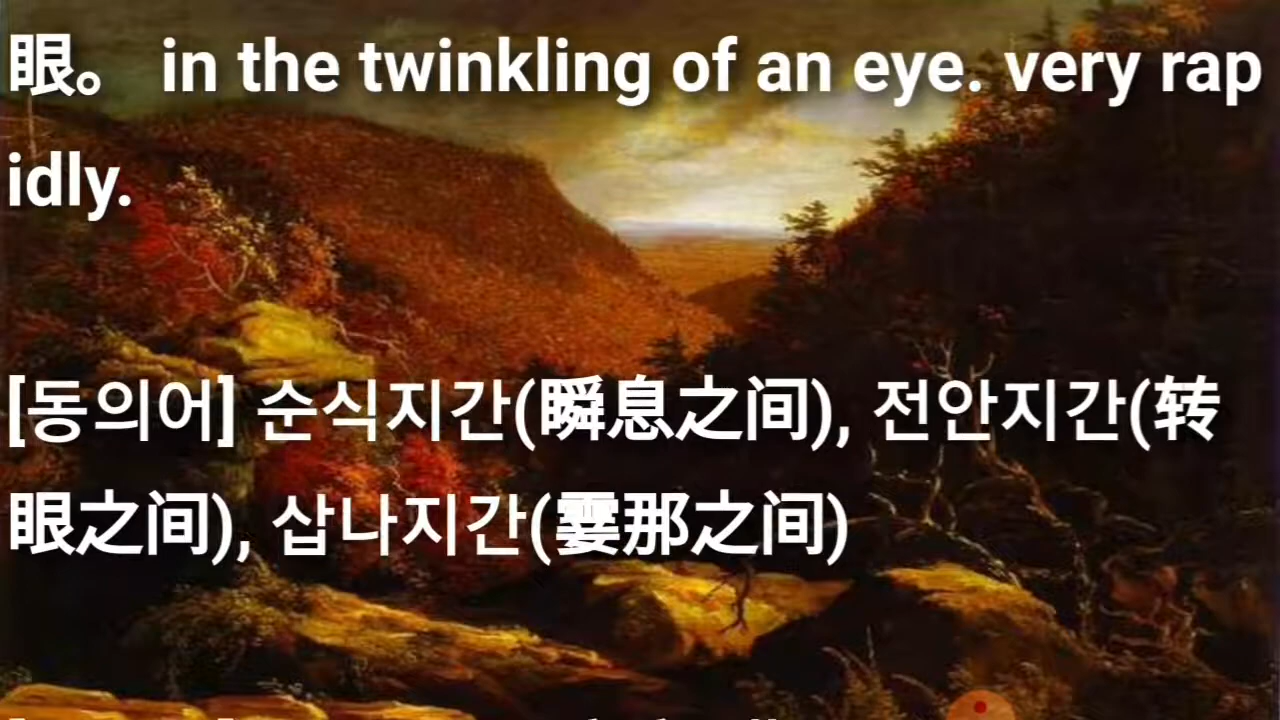 眼。 in the twinkling of an eye. very rap
idly.
[동의어] 순식지간(瞬息之间), 전안지간(转
眼之间), 삽나지간(霎那之间)